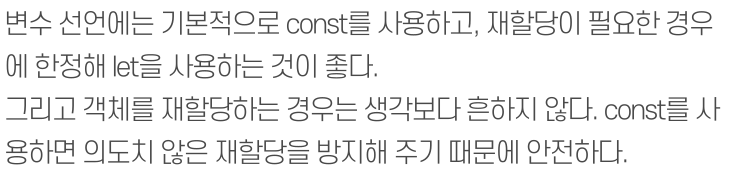 변수 선언에는 기본적으로 const를 사용하고, 재할당이 필요한 경우
에 한정해 let을 사용하는 것이 좋다.
그리고 객체를 재할당하는 경우는 생각보다 흔하지 않다. const를 사
용하면 의도치 않은 재할당을 방지해 주기 때문에 안전하다.